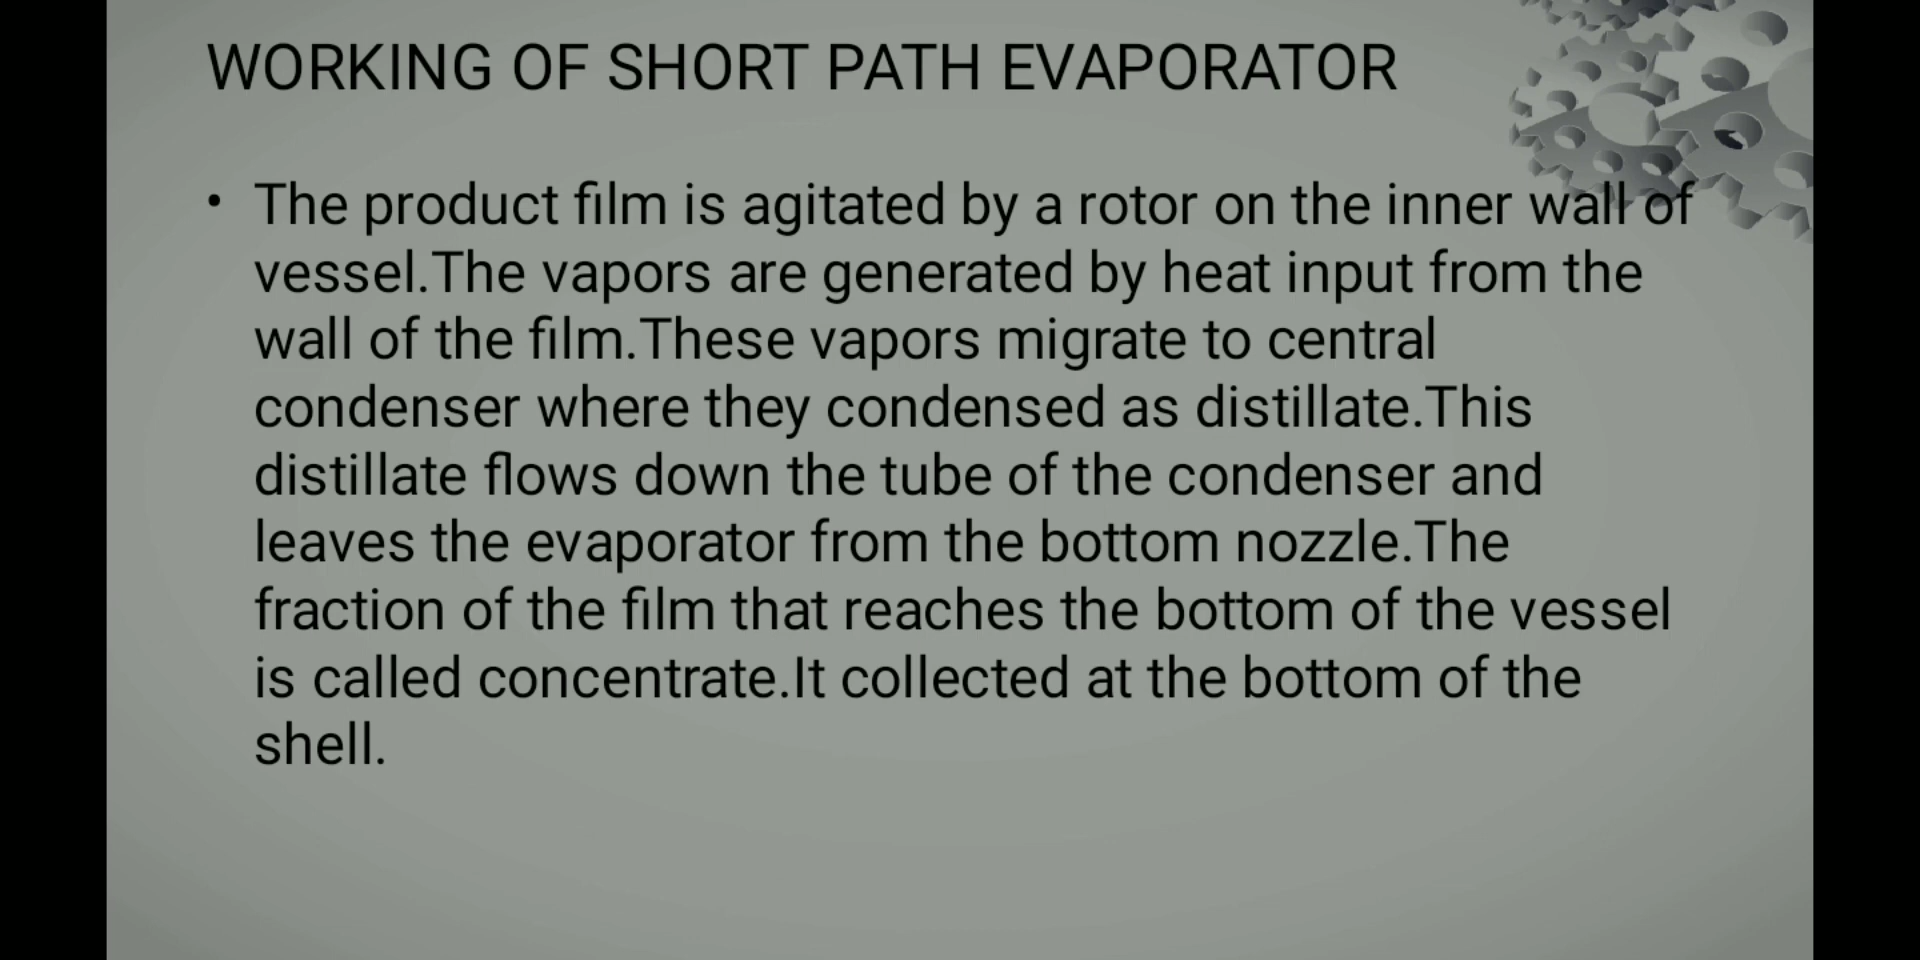 WORKING OF SHORT PATH EVAPORATOR
• The product film is agitated by a rotor on the inner wall of
vessel.The vapors are generated by heat input from the
wall of the film.These vapors migrate to central
condenser where they condensed as distillate.This
distillate flows down the tube of the condenser and
leaves the evaporator from the bottom nozzle.The
fraction of the film that reaches the bottom of the vessel
is called concentrate.It collected at the bottom of the
shell.